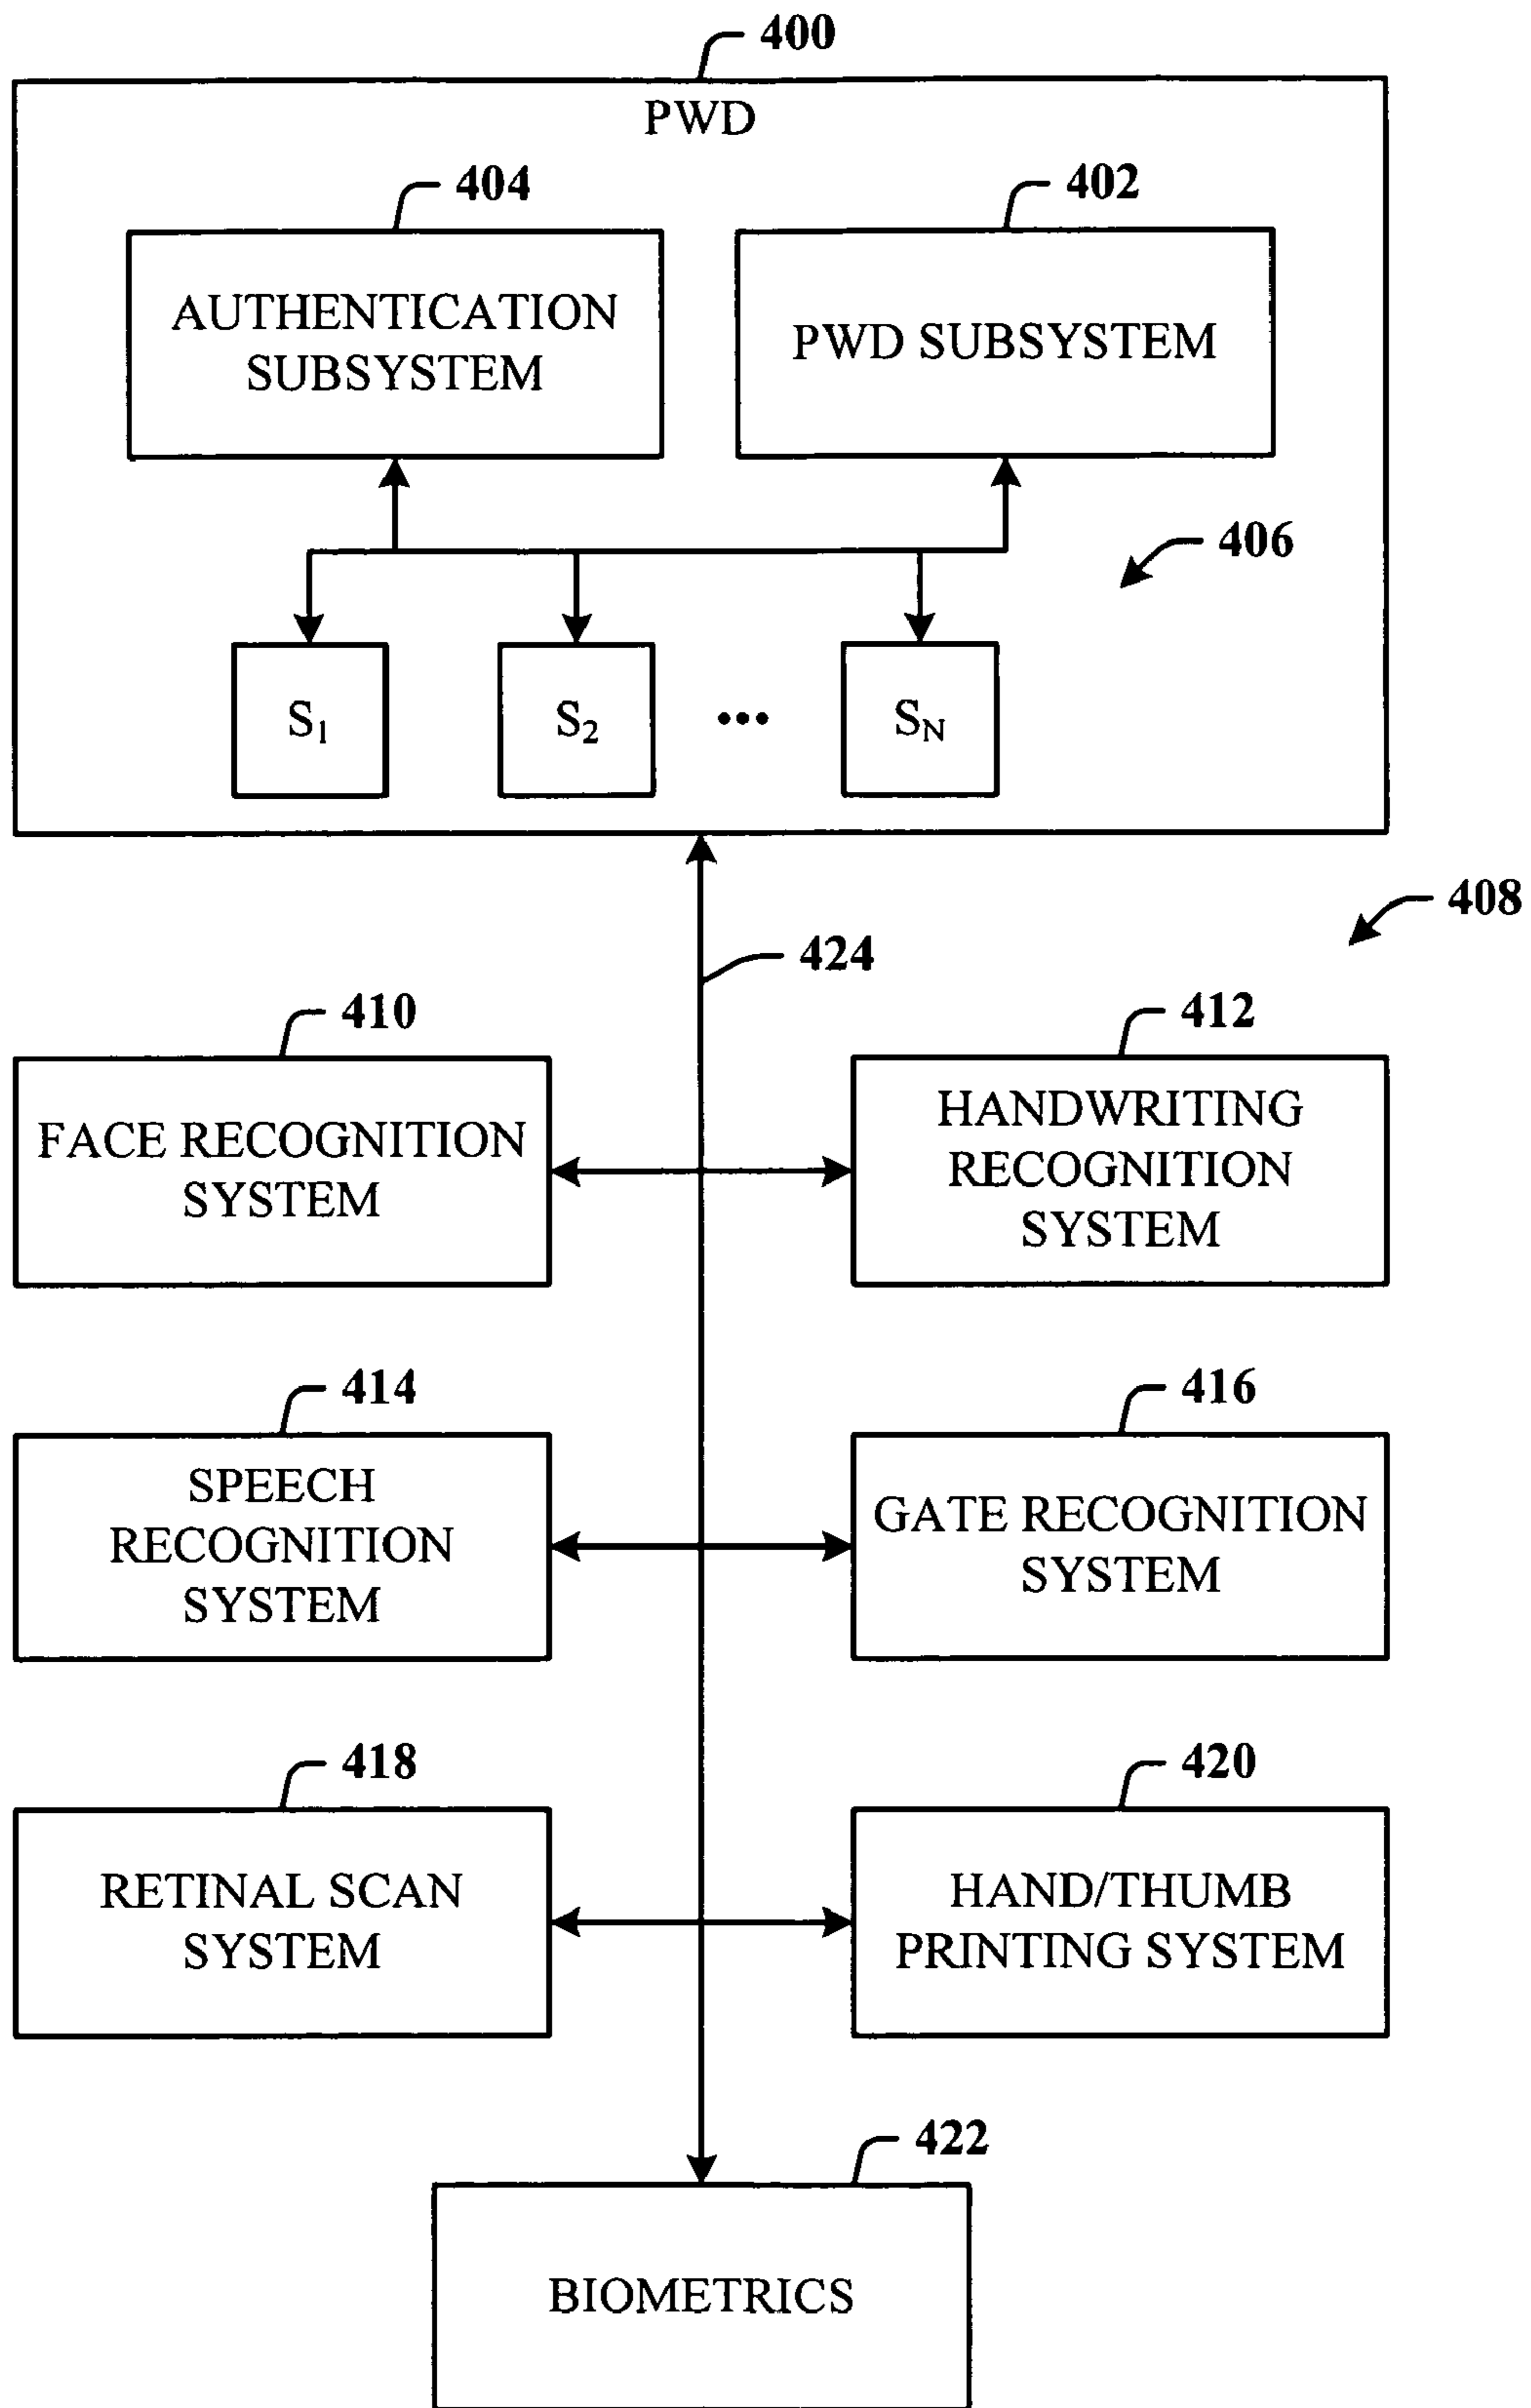 400
PWD
404
402
AUTHENTICATION
SUBSYSTEM
PWD SUBSYSTEM
406
S1
S2
•••
SN
408
424
410
412
FACE RECOGNITION
SYSTEM
HANDWRITING
RECOGNITION
SYSTEM
414
416
SPEECH
RECOGNITION
SYSTEM
GATE RECOGNITION
SYSTEM
418
420
RETINAL SCAN
SYSTEM
HAND/THUMB
PRINTING SYSTEM
422
BIOMETRICS